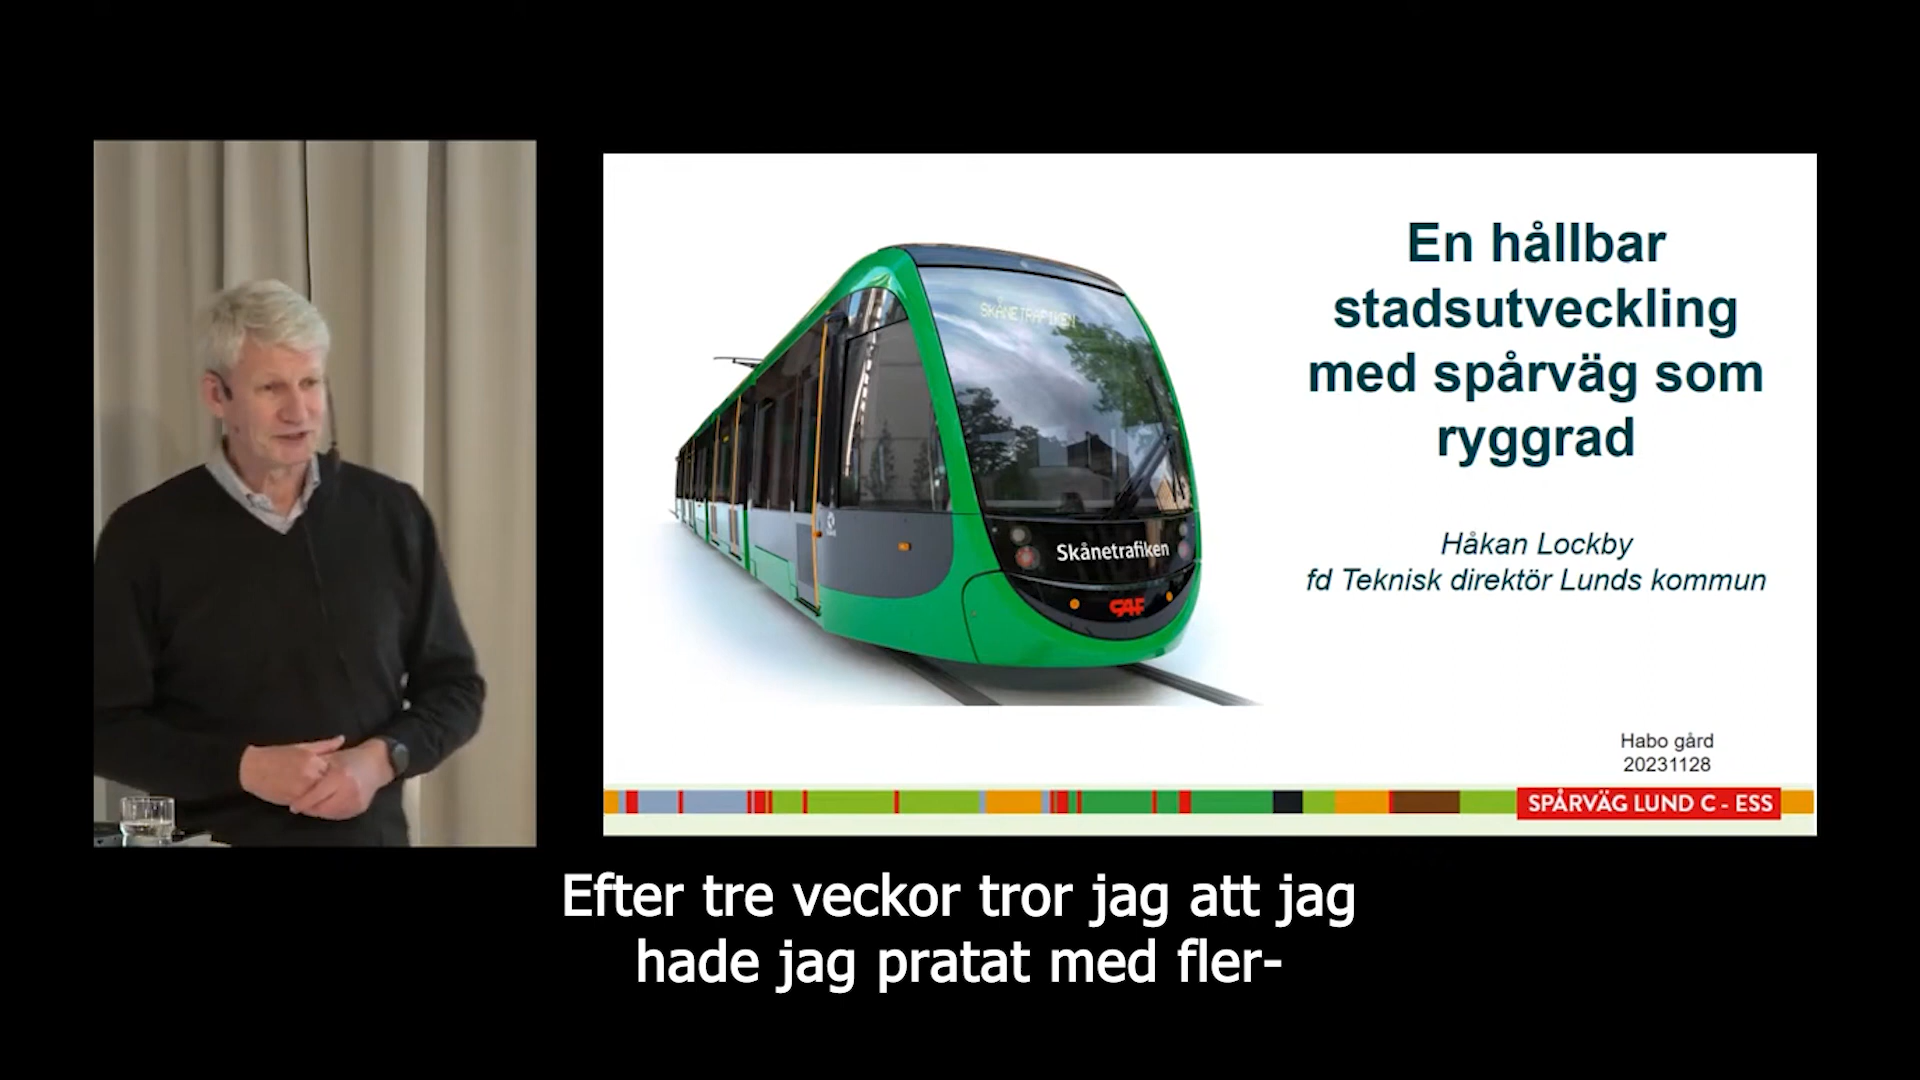 En hållbar
stadsutveckling
med spårväg som
ryggrad
Håkan Lockby
fd Teknisk direktör Lunds kommun
SKÅNETRAFIKEN
Skånetrafiken
CAF
Habo gård
20231128
SPÅRVÄG LUND C - ESS
Efter tre veckor tror jag att jag
hade jag pratat med fler-